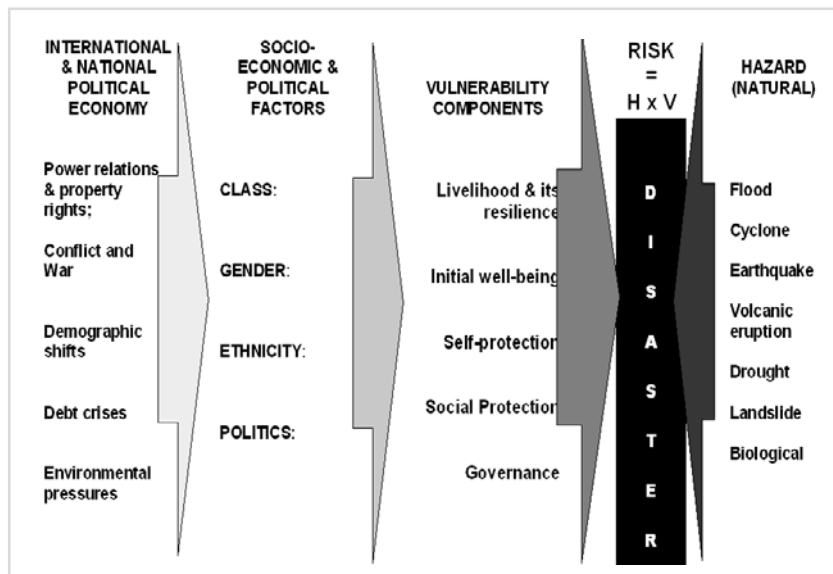 INTERNATIONAL
& NATIONAL
POLITICAL
ECONOMY
Power relations
& property
rights;
Conflict and
War
Demographic
shifts
Debt crises
Environmental
pressures
SOCIO-
ECONOMIC &
POLITICAL
FACTORS
CLASS:
GENDER:
ETHNICITY:
POLITICS:
VULNERABILITY
COMPONENTS
Livelihood & its
resilience
Initial well-being
Self-protection
Social Protection
Governance
RISK
=
H x V
D
I
S
A
S
T
E
R
HAZARD
(NATURAL)
Flood
Cyclone
Earthquake
Volcanic
eruption
Drought
Landslide
Biological